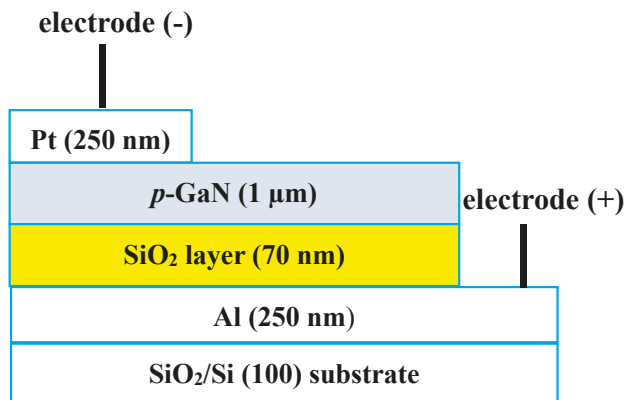 electrode (-)
Pt (250 nm)
p-GaN (1 μm)
electrode (+)
SiO₂ layer (70 nm)
Al (250 nm)
SiO₂/Si (100) substrate